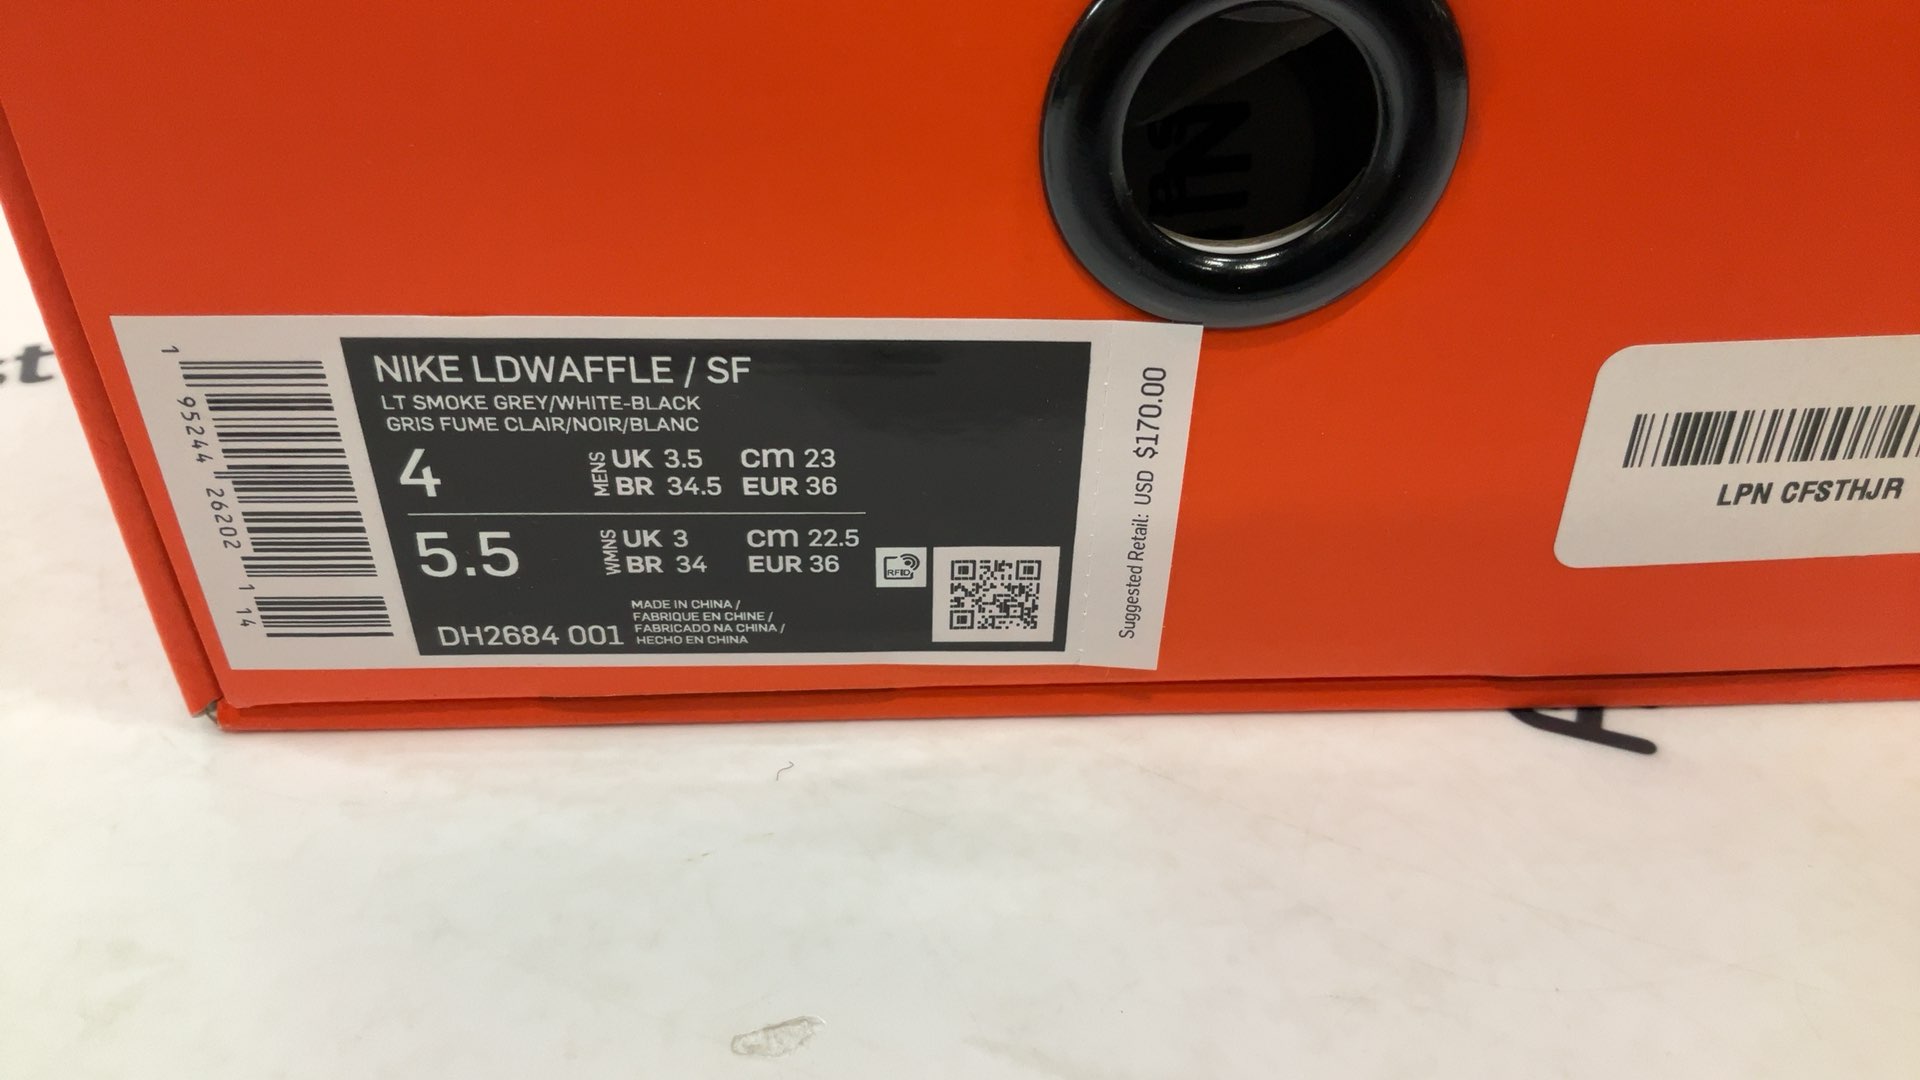 NIKE LDWAFFLE / SF
LT SMOKE GREY/WHITE-BLACK
GRIS FUME CLAIR/NOIR/BLANC
4 MENS UK 3.5 cm 23
BR 34.5 EUR 36
5.5 WMNS UK 3 cm 22.5
BR 34 EUR 36
RFID
DH2684 001
MADE IN CHINA /
FABRIQUE EN CHINE /
FABRICADO NA CHINA /
HECHO EN CHINA
1 95244 26202 1 14
Suggested Retail: USD $170.00
LPN CFSTHJR